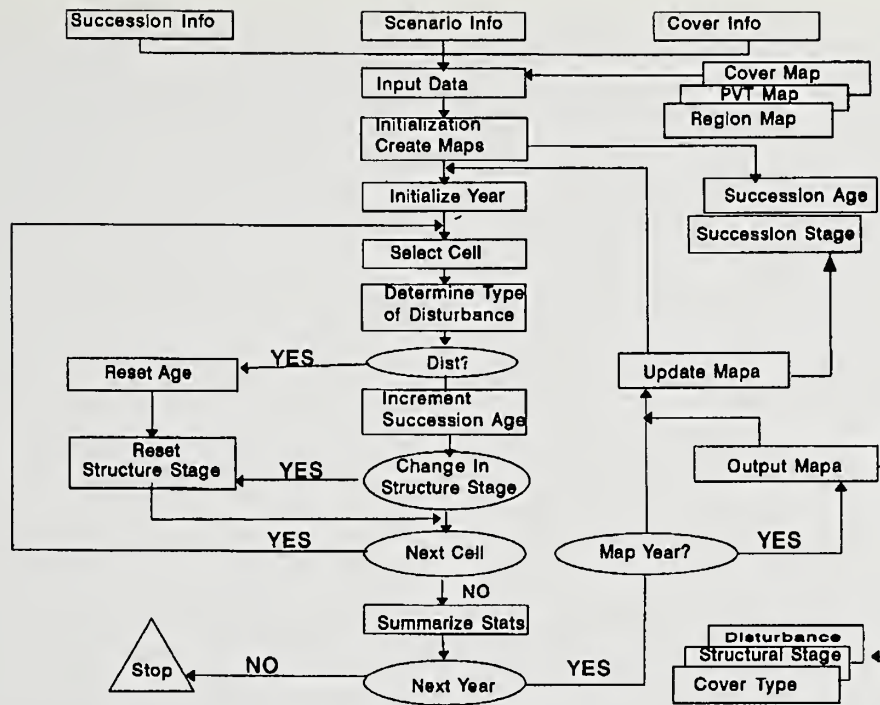 Succession Info
Scenario Info
Cover Info
Input Data
Cover Map
PVT Map
Region Map
Initialization
Create Maps
Initialize Year
Succession Age
Succession Stage
Select Cell
Determine Type
of Disturbance
Dist?
YES
Reset Age
Increment
Succession Age
Update Mapa
Reset
Structure Stage
YES
Change In
Structure Stage
Output Mapa
YES
Next Cell
Map Year?
YES
NO
Summarize Stats
Disturbance
Structural Stage
Cover Type
Stop
NO
Next Year
YES